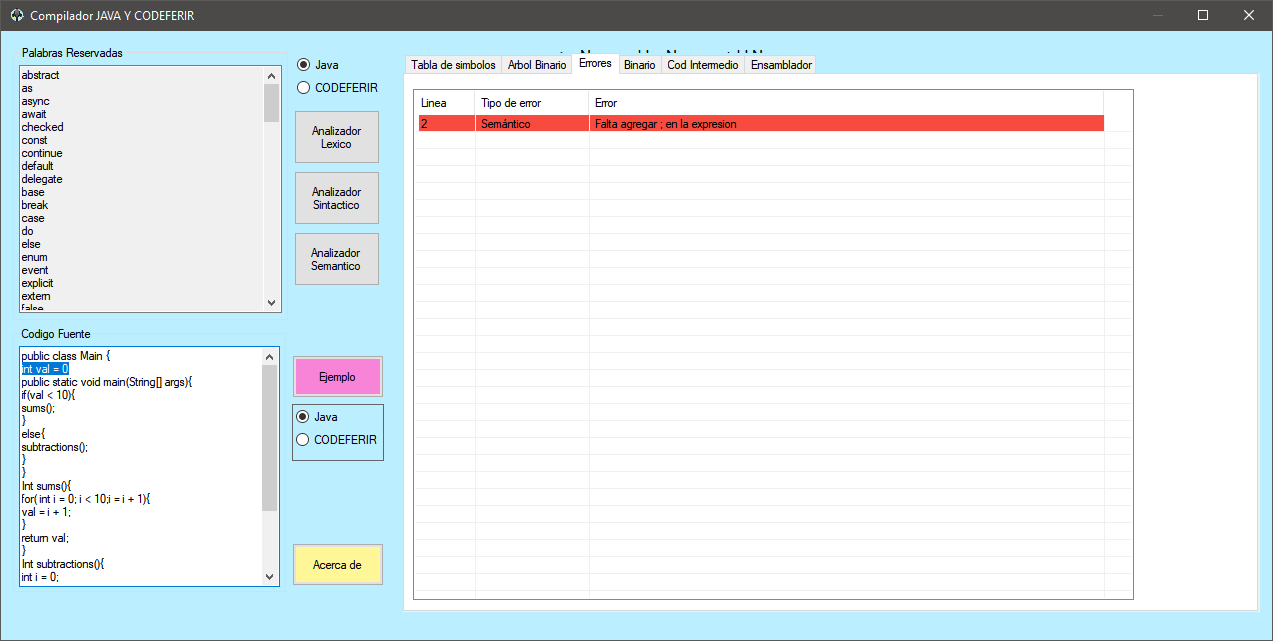 Compilador JAVA Y CODEFERIR
Palabras Reservadas
abstract
as
async
await
checked
const
continue
default
delegate
base
break
case
do
else
enum
event
explicit
extern
false
Java
CODEFERIR
Analizador
Lexico
Analizador
Sintactico
Analizador
Semantico
Codigo Fuente
public class Main {
int val = 0
public static void main(String[] args){
if(val < 10){
sums();
}
else{
subtractions();
}
}
Int sums(){
for( int i = 0; i < 10;i = i + 1){
val = i + 1;
}
return val;
}
Int subtractions(){
int i = 0;
Ejemplo
Java
CODEFERIR
Acerca de
Tabla de simbolos
Arbol Binario
Errores
Binario
Cod Intermedio
Ensamblador
Linea
Tipo de error
Error
2
Semántico
Falta agregar ; en la expresion